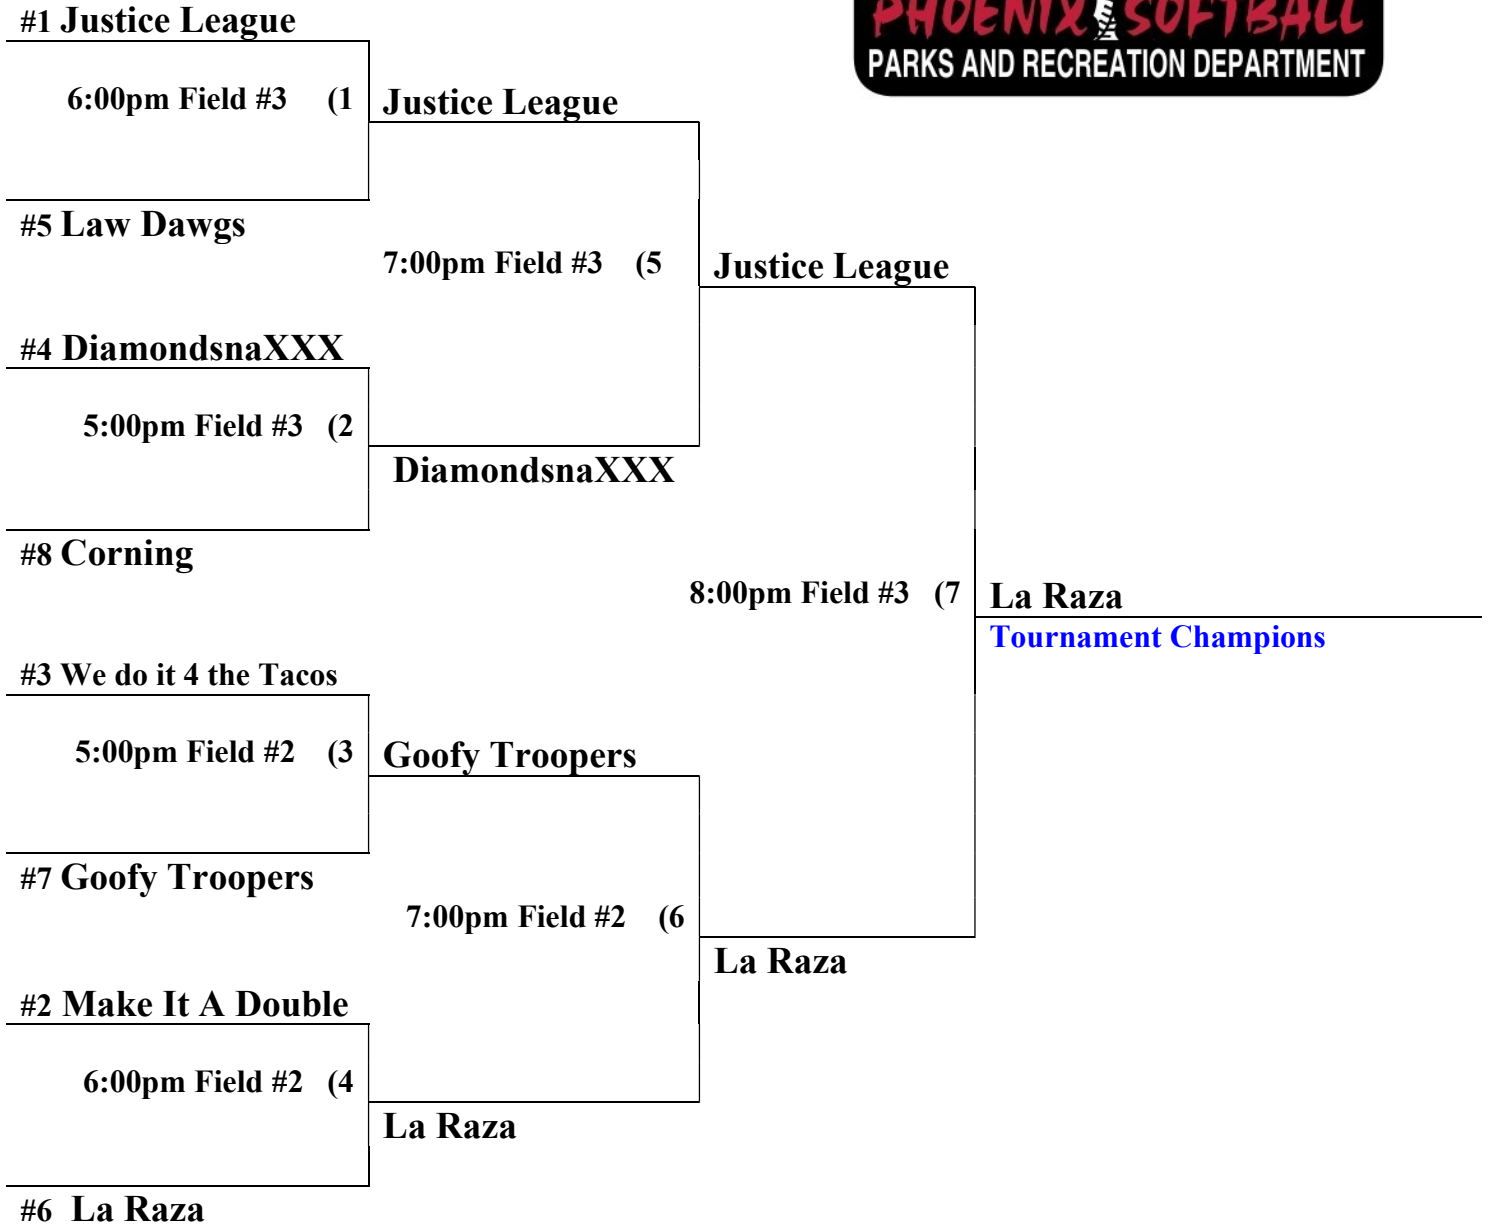 #1 Justice League
PHOENIX SOFTBALL
PARKS AND RECREATION DEPARTMENT
6:00pm Field #3 (1
Justice League
#5 Law Dawgs
7:00pm Field #3 (5
Justice League
#4 DiamondsnaXXX
5:00pm Field #3 (2
DiamondsnaXXX
#8 Corning
8:00pm Field #3 (7
La Raza
Tournament Champions
#3 We do it 4 the Tacos
5:00pm Field #2 (3
Goofy Troopers
#7 Goofy Troopers
7:00pm Field #2 (6
La Raza
#2 Make It A Double
6:00pm Field #2 (4
La Raza
#6 La Raza